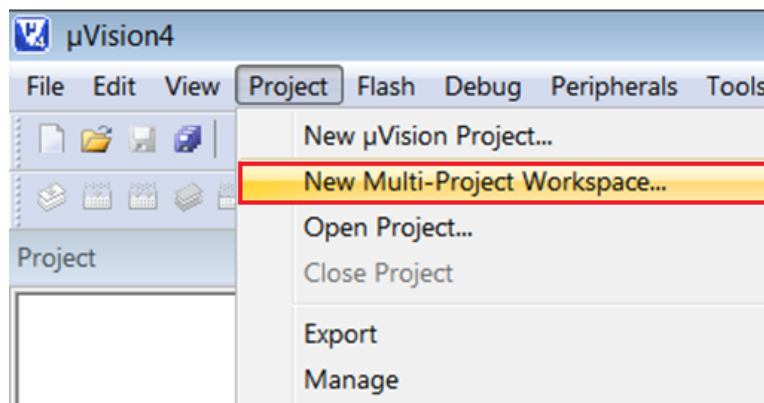 µVision4
File Edit View Project Flash Debug Peripherals Tools
New µVision Project...
New Multi-Project Workspace...
Open Project...
Project
Close Project
Export
Manage